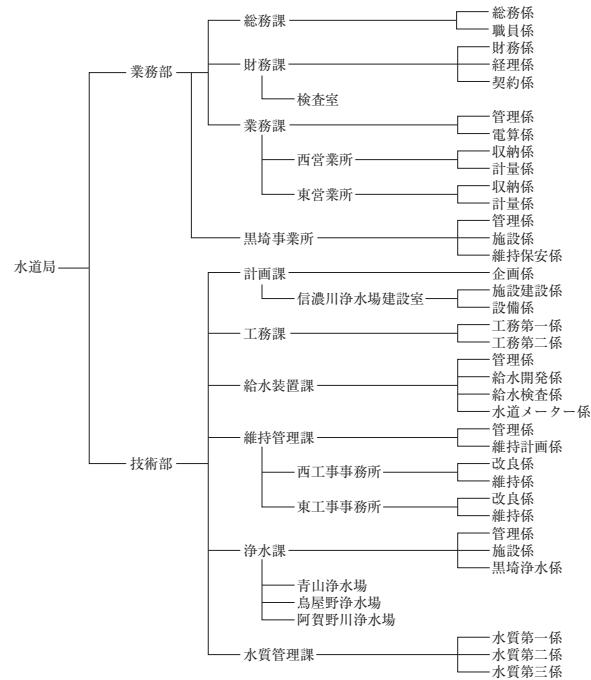 水道局
業務部
総務課
総務係
職員係
財務課
財務係
経理係
契約係
検査室
業務課
管理係
電算係
西営業所
収納係
計量係
東営業所
収納係
計量係
黒埼事業所
管理係
施設係
維持保安係
技術部
計画課
企画係
信濃川浄水場建設室
施設建設係
設備係
工務課
工務第一係
工務第二係
給水装置課
管理係
給水開発係
給水検査係
水道メーター係
維持管理課
管理係
維持計画係
西工事事務所
改良係
維持係
東工事事務所
改良係
維持係
浄水課
管理係
施設係
黒埼浄水係
青山浄水場
鳥屋野浄水場
阿賀野川浄水場
水質管理課
水質第一係
水質第二係
水質第三係